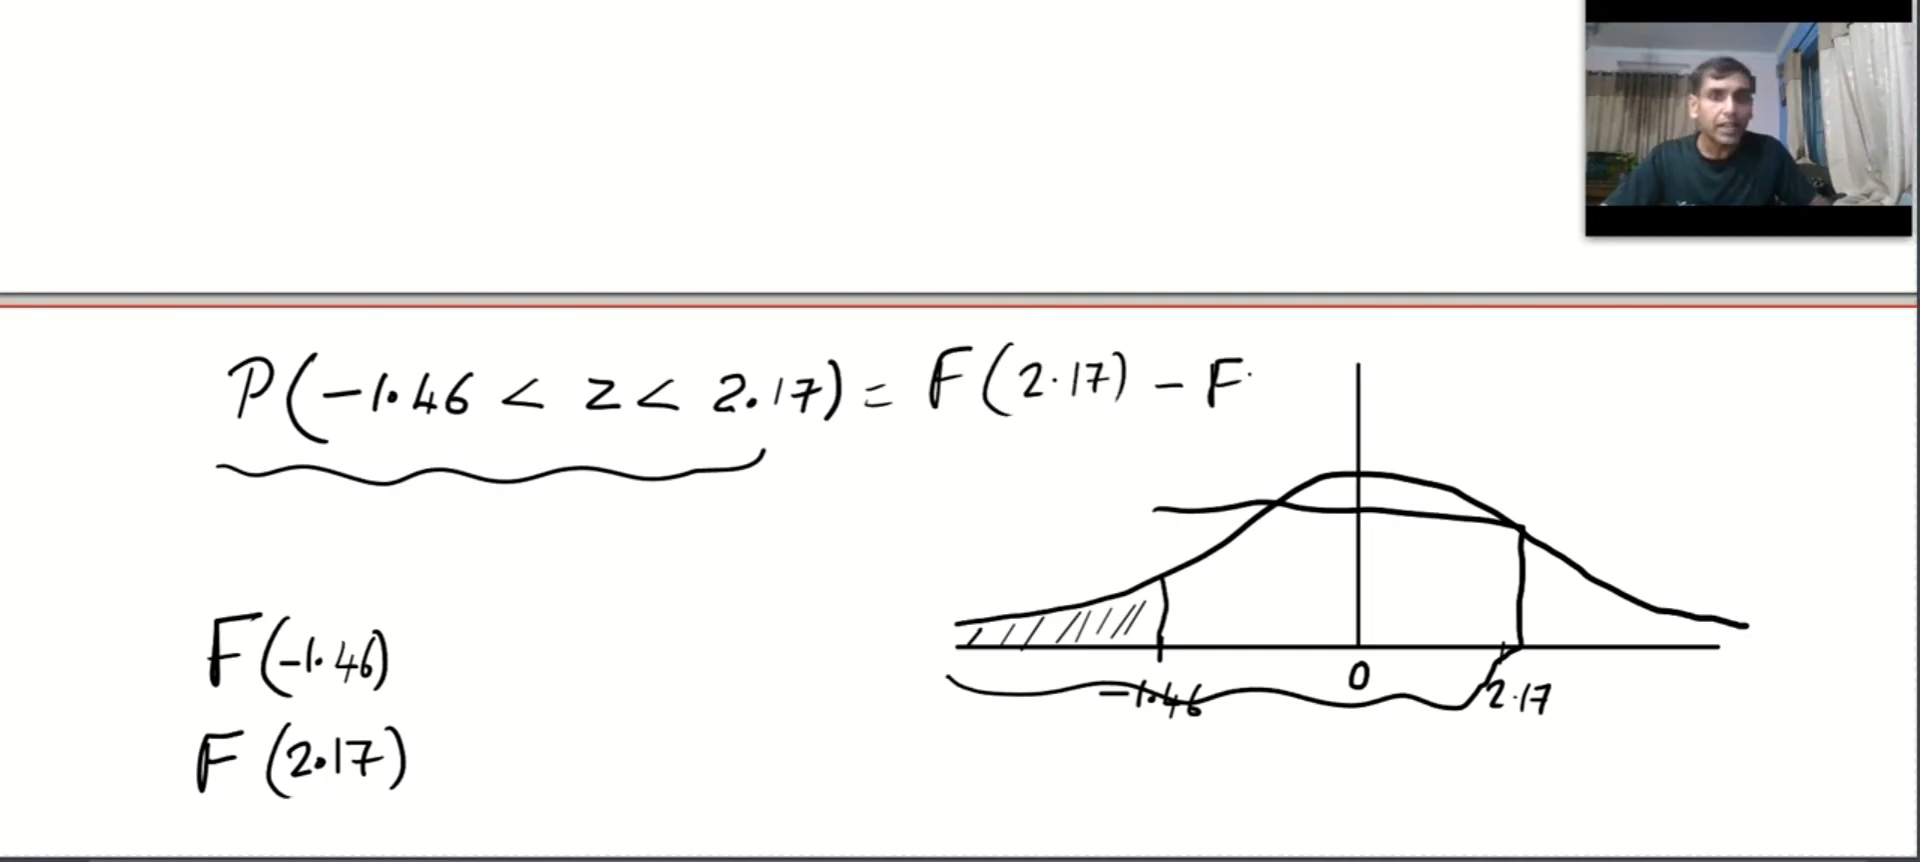 P(-1.46 < z < 2.17) = F(2.17) - F
0
-1.46
2.17
F(-1.46)
F(2.17)